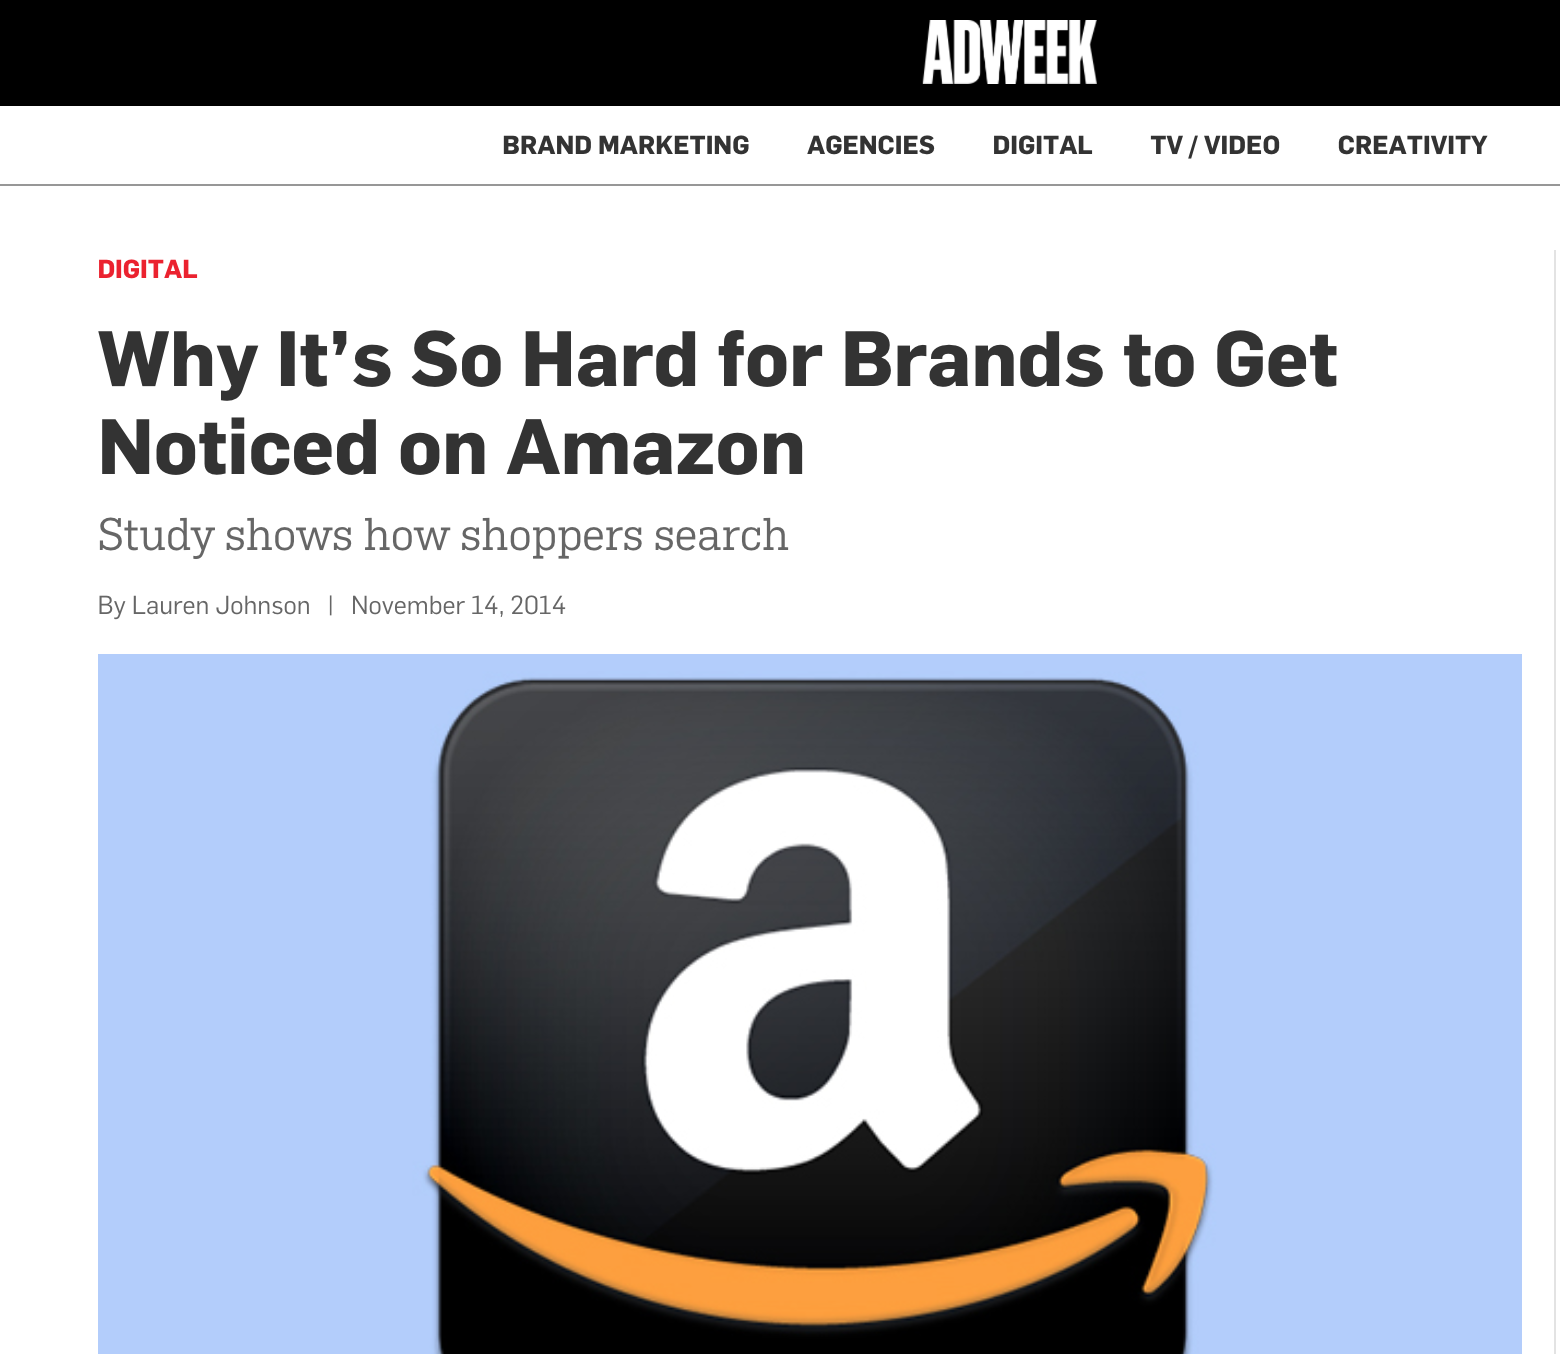 ADWEEK
BRAND MARKETING AGENCIES DIGITAL TV / VIDEO CREATIVITY
DIGITAL
Why It’s So Hard for Brands to Get
Noticed on Amazon
Study shows how shoppers search
By Lauren Johnson | November 14, 2014
a